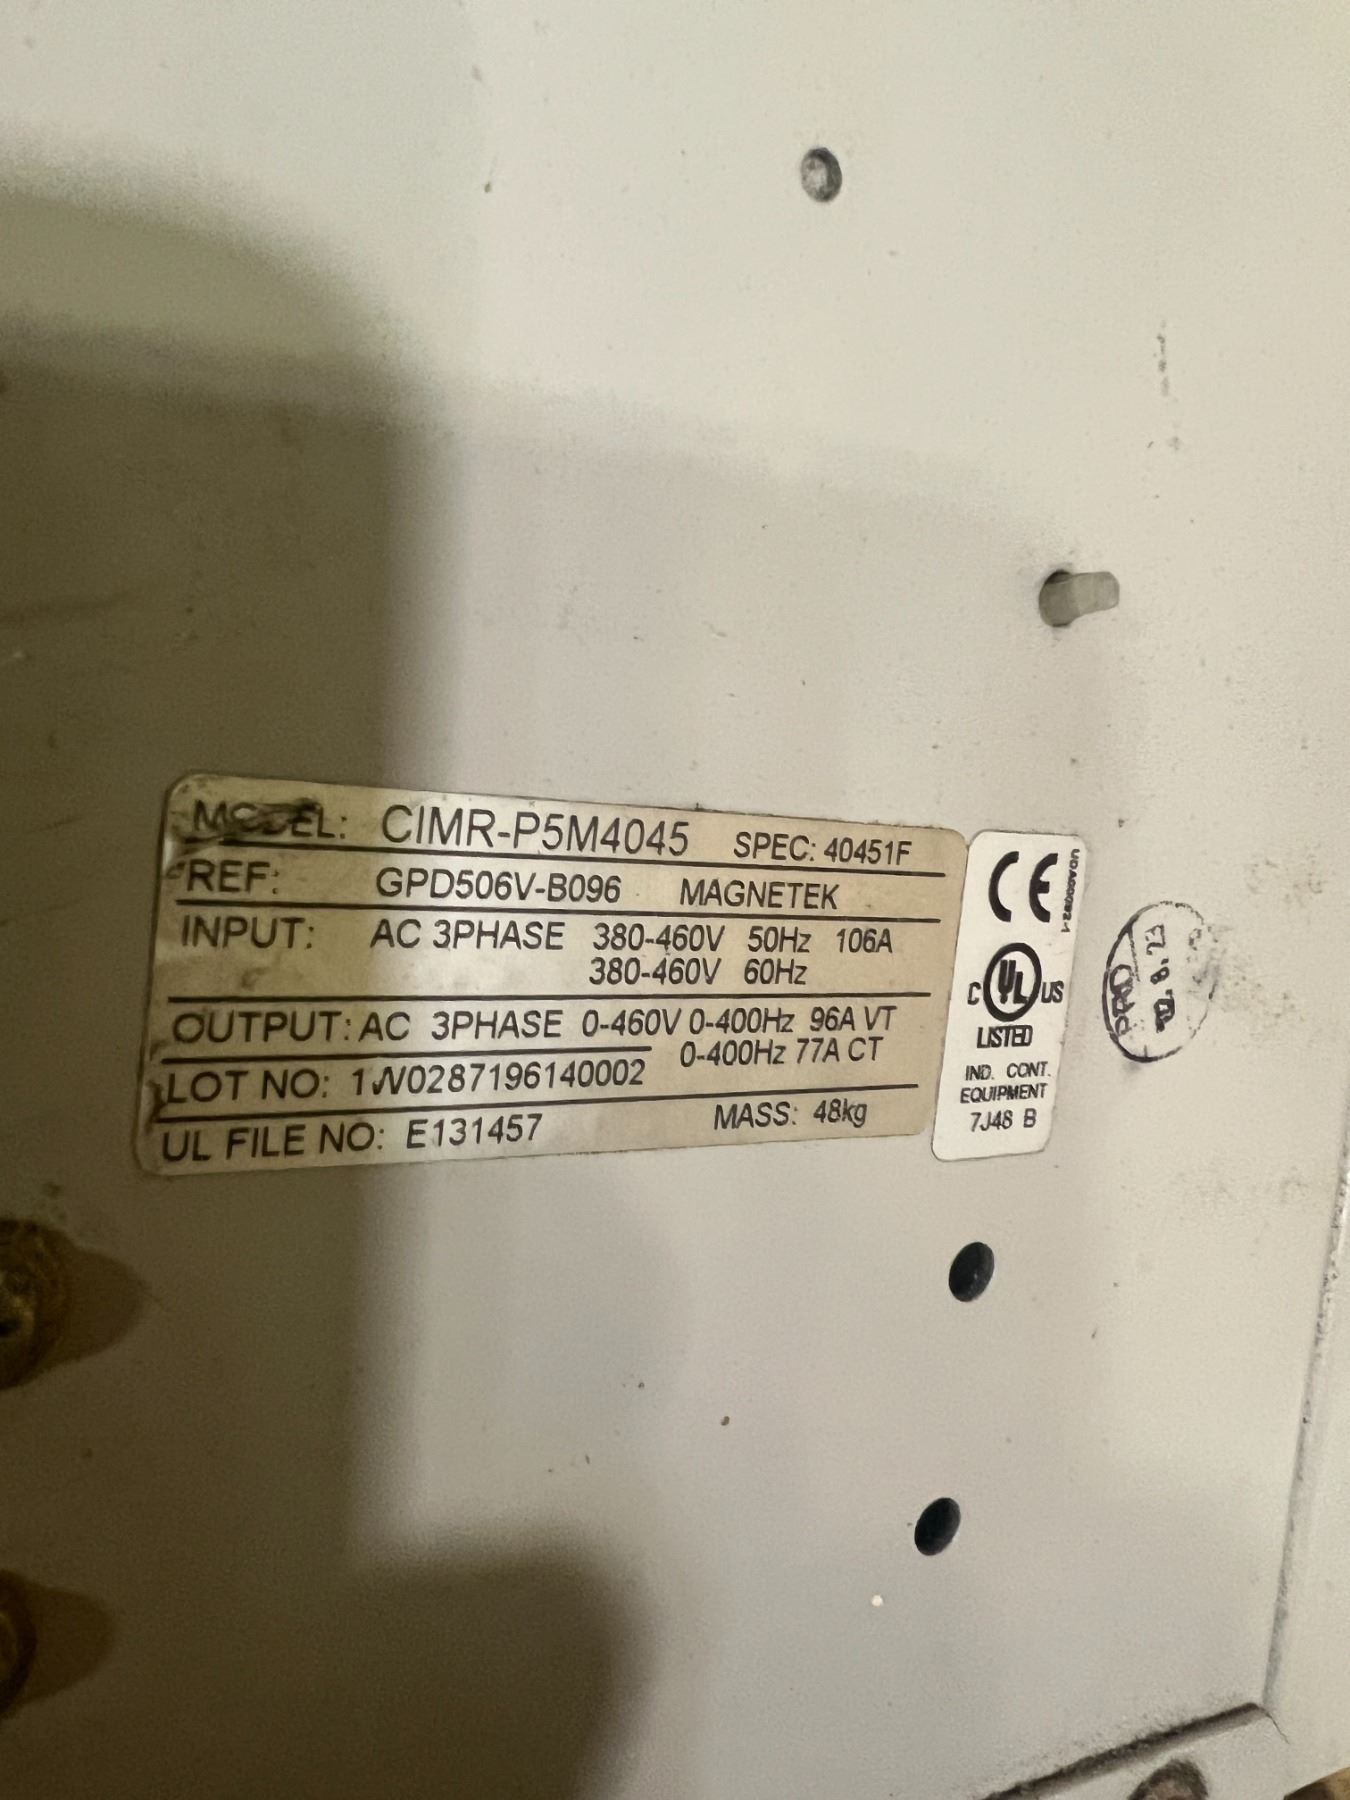 MODEL: CIMR-P5M4045 SPEC: 40451F
REF: GPD506V-B096 MAGNETEK
INPUT: AC 3PHASE 380-460V 50Hz 106A
380-460V 60Hz
OUTPUT: AC 3PHASE 0-460V 0-400Hz 96A VT
0-400Hz 77A CT
LOT NO: 1W0287196140002
UL FILE NO: E131457 MASS: 48kg
CE
C UL US
LISTED
IND. CONT.
EQUIPMENT
7J48 B